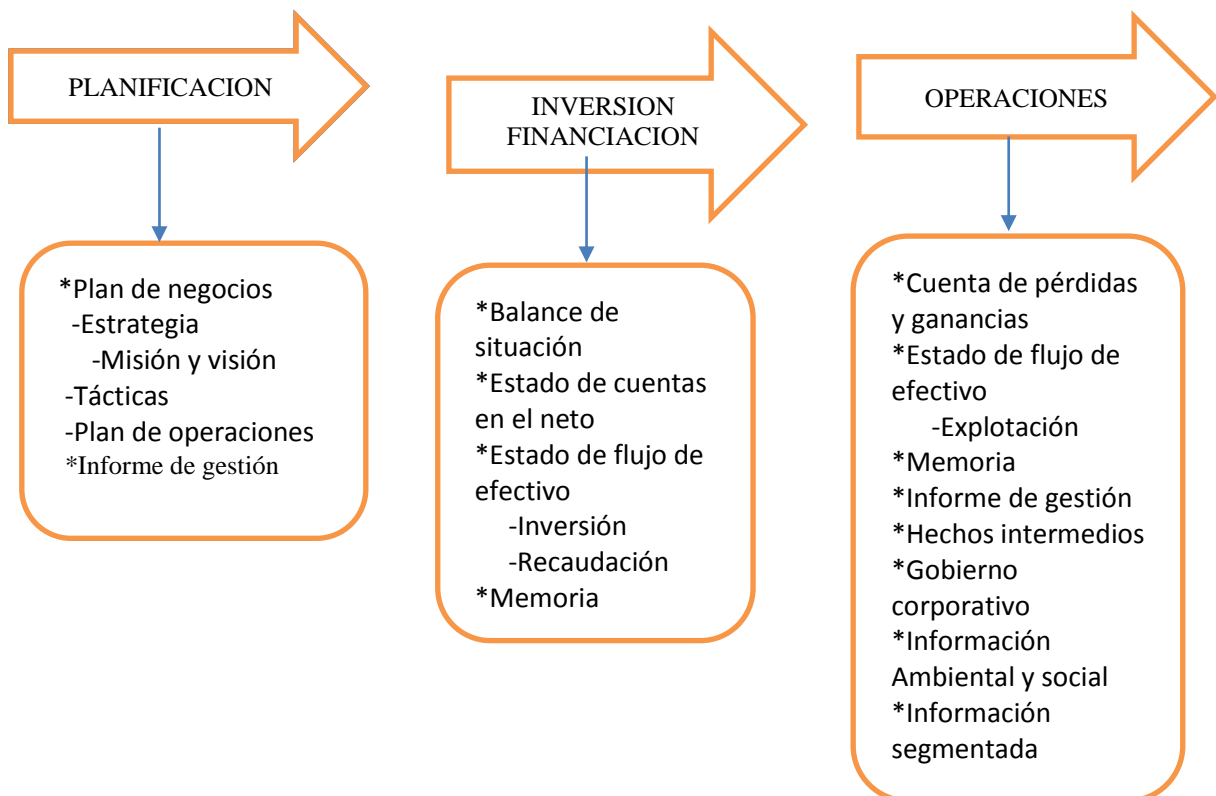 PLANIFICACION
*Plan de negocios
-Estrategia
-Misión y visión
-Tácticas
-Plan de operaciones
*Informe de gestión
INVERSION
FINANCIACION
*Balance de
situación
*Estado de cuentas
en el neto
*Estado de flujo de
efectivo
-Inversión
-Recaudación
*Memoria
OPERACIONES
*Cuenta de pérdidas
y ganancias
*Estado de flujo de
efectivo
-Explotación
*Memoria
*Informe de gestión
*Hechos intermedios
*Gobierno
corporativo
*Información
Ambiental y social
*Información
segmentada